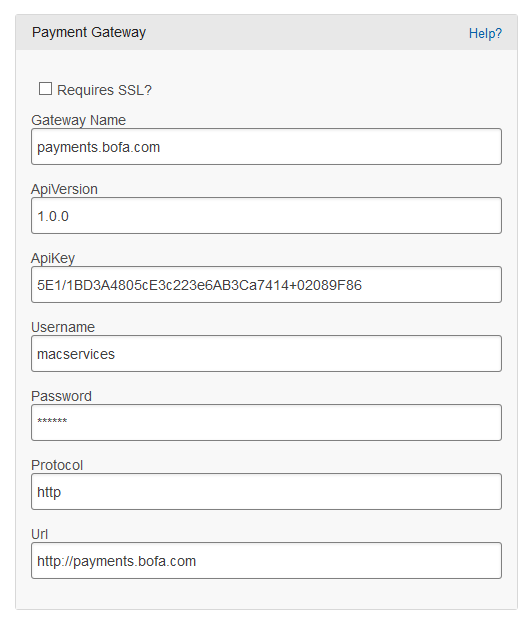 Payment Gateway Help?
Requires SSL?
Gateway Name
payments.bofa.com
ApiVersion
1.0.0
ApiKey
5E1/1BD3A4805cE3c223e6AB3Ca7414+02089F86
Username
macservices
Password
******
Protocol
http
Url
http://payments.bofa.com